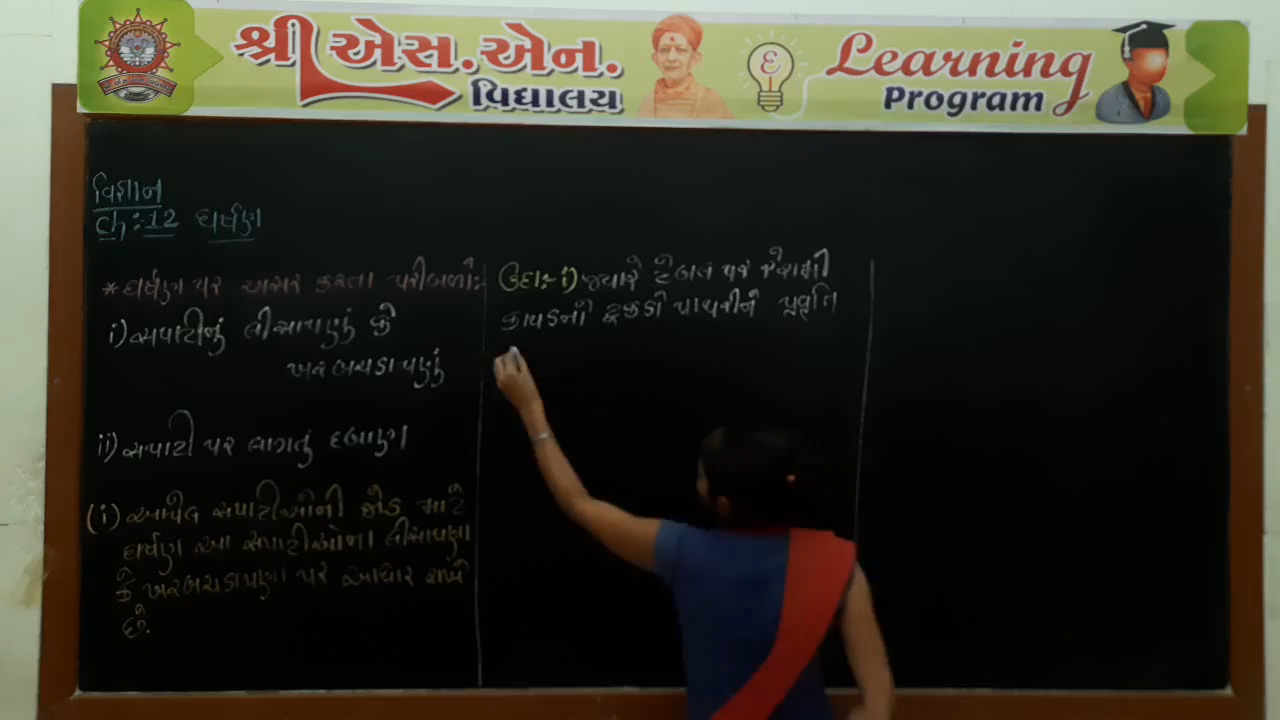 શ્રી એસ.એન.
વિદ્યાલય
Learning
Program
વિજ્ઞાન
Ch:-12 ઘર્ષણ
* ઘર્ષણ પર અસર કરતા પરીબળો:-
i) સપાટીનું લીસાપણું કે
ખરબચડાપણું
ii) સપાટી પર લાગતું દબાણ
(i) આપેલ સપાટીઓની જોડ માટે
ઘર્ષણ આ સપાટીઓના લીસાપણા
કે ખરબચડાપણા પર આધાર રાખે
છે.
ઉદા:- i) જ્યારે ટેબલ પર રેશમી
કાપડનો ટૂકડો પાથરીને પ્રવૃતિ